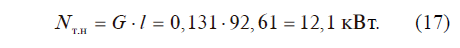 Nт.н = G · l = 0,131 · 92,61 = 12,1 кВт. (17)